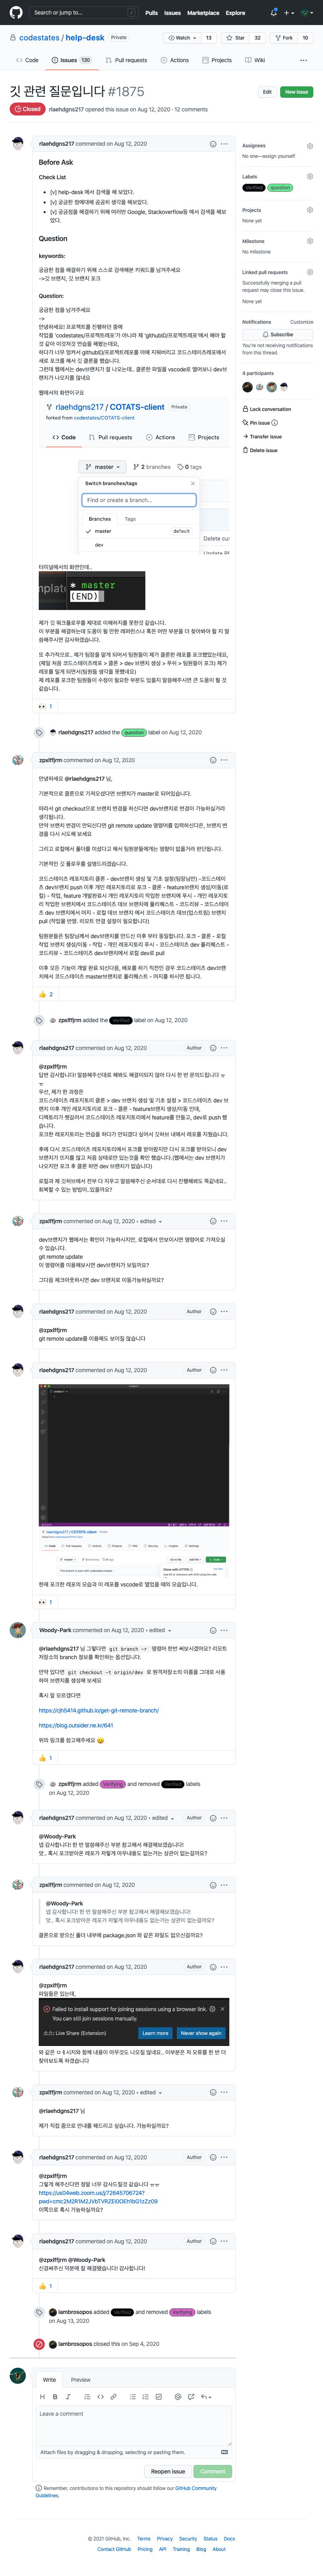 Search or jump to...
/
Pulls Issues Marketplace Explore
codestates / help-desk Private
Watch 13 Star 32 Fork 10
Code Issues 130 Pull requests Actions Projects Wiki
깃 관련 질문입니다 #1875
Edit New issue
Closed rlaehdgns217 opened this issue on Aug 12, 2020 · 12 comments
rlaehdgns217 commented on Aug 12, 2020
Before Ask
Check List
[v] help-desk 에서 검색을 해 보았다.
[v] 궁금한 점에대해 곰곰히 생각을 해보았다.
[v] 궁금점을 해결하기 위해 여러번 Google, Stackoverflow등 에서 검색을 해보았다.
Question
keywords:
궁금한 점을 해결하기 위해 스스로 검색해본 키워드를 남겨주세요
->깃 브랜치, 깃 브랜치 포크
Question:
궁금한 점을 남겨주세요
->
안녕하세요! 프로젝트를 진행하던 중에
작업을 'codestates/프로젝트레포'가 아니라 제 'githubID/프로젝트레포'에서 해야 할것 같아 이것저것 연습을 해봤는데요,
하다가 너무 엎어서 githubID/프로젝트레포를 아예 지워버리고 코드스테이츠레포에서 새로 포크를 해서 깃 클론을 했습니다.
그런데 웹에서는 dev브랜치가 잘 나오는데, 클론한 파일을 vscode로 열어보니 dev브랜치가 나오지를 않네요
웹에서의 화면이구요
rlaehdgns217 / COTATS-client Private
forked from codestates/COTATS-client
Code Pull requests Actions Projects
master 2 branches 0 tags
Switch branches/tags
Find or create a branch...
Branches Tags
master default
dev
Delete cu
Update RE
터미널에서의 화면인데..
* master
(END)
제가 깃 워크플로우를 제대로 이해하지를 못한것 같습니다.
이 부분을 해결하는데 도움이 될 만한 레퍼런스나 혹은 어떤 부분을 더 찾아봐야 할 지 말씀해주시면 감사하겠습니다.
또 추가적으로.. 제가 팀장을 맡게 되어서 팀원들이 제가 클론한 레포를 포크했었는데요,
(제일 처음 코드스테이츠레포 > 클론 > dev 브랜치 생성 > 푸쉬 > 팀원들이 포크) 제가 레포를 밀게 되면서(팀원들 생각을 못했네요)
제 레포를 포크한 팀원들이 수정이 필요한 부분도 있을지 말씀해주시면 큰 도움이 될 것 같습니다.
1
rlaehdgns217 added the question label on Aug 12, 2020
zpxlffjrm commented on Aug 12, 2020
안녕하세요 @rlaehdgns217 님,
기본적으로 클론으로 가져오셨다면 브랜치가 master로 되어있습니다.
따라서 git checkout으로 브랜치 변경을 하신다면 dev브랜치로 변경이 가능하실거라 생각됩니다.
만약 브랜치 변경이 안되신다면 git remote update 명령어를 입력하신다든, 브랜치 변경을 다시 시도해 보세요
그리고 로컬에서 폴더를 미셨다고 해서 팀원분들에게는 영향이 없을거라 판단됩니다.
기본적인 깃 플로우를 설명드리겠습니다.
코드스테이츠 레포지트리 클론 - dev브랜치 생성 및 기초 설정(팀장님만) -코드스테이츠 dev브랜치 push 이후 개인 레포지트리로 포크 - 클론 - feature브랜치 생성/이동(로컬) - 작업, feature 개발완료시 개인 레포지트리의 작업한 브랜치에 푸시 - 개인 레포지트리 작업한 브랜치에서 코드스테이츠 데브 브랜치에 풀리퀘스트 - 코드리뷰 - 코드스테이츠 dev 브랜치에서 머지 - 로컬 데브 브랜치 에서 코드스테이츠 데브(업스트림) 브랜치 pull (작업물 반영, 리모트 연결 설정이 필요합니다)
팀원분들은 팀장님께서 dev브랜치를 만드신 이후 부터 동일합니다. 포크 - 클론 - 로컬 작업 브랜치 생성/이동 - 작업 - 개인 레포지트리 푸시 - 코드스테이츠 dev 풀리퀘스트 - 코드리뷰 - 코드스테이츠 dev브랜치에서 로컬 dev로 pull
이후 모든 기능이 개발 완료 되신다음, 배포를 하기 직전인 경우 코드스테이츠 dev브랜치에서 코드스테이츠 master브랜치로 풀리퀘스트 - 머지를 하시면 됩니다.
2
zpxlffjrm added the Verified label on Aug 12, 2020
rlaehdgns217 commented on Aug 12, 2020 Author
@zpxlffjrm
답변 감사합니다! 말씀해주신대로 해봐도 해결이되지 않아 다시 한 번 문의드립니다 ㅠㅠ
우선, 제가 한 과정은
코드스테이츠 레포지트리 클론 > dev 브랜치 생성 및 기초 설정 > 코드스테이츠 dev 브랜치 이후 개인 레포지트리로 포크 - 클론 - feature브랜치 생성/이동 인데,
디렉토리가 헷갈려서 코드스테이츠 레포지트리에서 feature를 만들고, dev로 push 했습니다.
포크한 레포지트리는 연습을 하다가 안되겠다 싶어서 깃허브 내에서 레포를 지웠습니다.
후에 다시 코드스테이츠 레포지트리에서 포크를 받아왔지만 다시 포크를 받아오니 dev브랜치가 뜨지를 않고 처음 상태로만 있는것을 확인 했습니다.(웹에서는 dev 브랜치가 나오지만 포크 후 클론 하면 dev 브랜치가 없습니다)
로컬과 제 깃허브에서 전부 다 지우고 말씀해주신 순서대로 다시 진행해봐도 똑같네요.. 회복할 수 있는 방법이..있을까요?
zpxlffjrm commented on Aug 12, 2020 • edited
dev브랜치가 웹에서는 확인이 가능하시지만, 로컬에서 안보이시면 명령어로 가져오실 수 있습니다.
git remote update
이 명령어를 이용해보시면 dev브랜치가 보일까요?
그다음 체크아웃하시면 dev 브랜치로 이동가능하실까요?
rlaehdgns217 commented on Aug 12, 2020 Author
@zpxlffjrm
git remote update를 이용해도 보이질 않습니다
rlaehdgns217 commented on Aug 12, 2020 Author
rlaehdgns217 / COTATS-client
현재 포크한 레포의 모습과 이 레포를 vscode로 열었을 때의 모습입니다.
1
Woody-Park commented on Aug 12, 2020 • edited
@rlaehdgns217 님 그렇다면 git branch -r 명령어 한번 써보시겠어요? 리모트 저장소의 branch 정보를 확인하는 옵션입니다.
만약 있다면 git checkout -t origin/dev 로 원격저장소의 이름을 그대로 사용하여 브랜치를 생성해 보세요
혹시 잘 모르겠다면
https://cjh5414.github.io/get-git-remote-branch/
https://blog.outsider.ne.kr/641
위의 링크를 참고해주세요 😄
1
zpxlffjrm added Verifying and removed Verified labels on Aug 12, 2020
rlaehdgns217 commented on Aug 12, 2020 • edited Author
@Woody-Park
넵 감사합니다! 한 번 말씀해주신 부분 참고해서 해결해보겠습니다!
앗.. 혹시 포크받아온 레포가 저렇게 아무내용도 없는거는 상관이 없는걸까요?
zpxlffjrm commented on Aug 12, 2020
@Woody-Park
넵 감사합니다! 한 번 말씀해주신 부분 참고해서 해결해보겠습니다!
앗.. 혹시 포크받아온 레포가 저렇게 아무내용도 없는거는 상관이 없는걸까요?
클론으로 받으신 폴더 내부에 package.json 와 같은 파일도 없으신걸까요?
rlaehdgns217 commented on Aug 12, 2020 Author
@zpxlffjrm
파일들은 있는데,
Failed to install support for joining sessions using a browser link.
You can still join sessions manually.
소스: Live Share (Extension) Learn more Never show again
와 같은 메세지와 함께 내용이 아무것도 나오질 않네요.. 이부분은 저 오류를 한 번 더 찾아보도록 하겠습니다
zpxlffjrm commented on Aug 12, 2020 • edited
@rlaehdgns217 님
제가 직접 줌으로 안내를 해드리고 싶습니다. 가능하실까요?
rlaehdgns217 commented on Aug 12, 2020 Author
@zpxlffjrm
그렇게 해주신다면 정말 너무 감사드릴것 같습니다 ㅠㅠ
이쪽으로 혹시 가능하실까요?
rlaehdgns217 commented on Aug 12, 2020 Author
@zpxlffjrm @Woody-Park
신경써주신 덕분에 잘 해결됐습니다! 감사합니다!
1
iambrosopos added Verified and removed Verifying labels on Aug 13, 2020
iambrosopos closed this on Sep 4, 2020
Write Preview
Leave a comment
Attach files by dragging & dropping, selecting or pasting them.
Reopen issue Comment
Remember, contributions to this repository should follow our GitHub Community Guidelines.
Assignees
No one—assign yourself
Labels
Verified question
Projects
None yet
Milestone
No milestone
Linked pull requests
Successfully merging a pull request may close this issue.
None yet
Notifications Customize
Subscribe
You're not receiving notifications from this thread.
4 participants
Lock conversation
Pin issue
Transfer issue
Delete issue
© 2021 GitHub, Inc. Terms Privacy Security Status Docs
Contact GitHub Pricing API Training Blog About